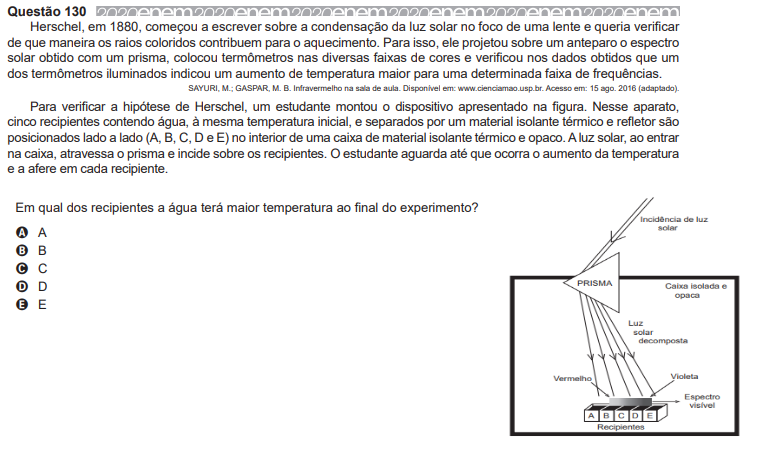 Questão 130 2020enem2020enem2020enem2020enem2020enem2020enem2020enem2020enem2020enem
Herschel, em 1880, começou a escrever sobre a condensação da luz solar no foco de uma lente e queria verificar
de que maneira os raios coloridos contribuem para o aquecimento. Para isso, ele projetou sobre um anteparo o espectro
solar obtido com um prisma, colocou termômetros nas diversas faixas de cores e verificou nos dados obtidos que um
dos termômetros iluminados indicou um aumento de temperatura maior para uma determinada faixa de frequências.
SAYURI, M.; GASPAR, M. B. Infravermelho na sala de aula. Disponível em: www.cienciamao.usp.br. Acesso em: 15 ago. 2016 (adaptado).
Para verificar a hipótese de Herschel, um estudante montou o dispositivo apresentado na figura. Nesse aparato,
cinco recipientes contendo água, à mesma temperatura inicial, e separados por um material isolante térmico e refletor são
posicionados lado a lado (A, B, C, D e E) no interior de uma caixa de material isolante térmico e opaco. A luz solar, ao entrar
na caixa, atravessa o prisma e incide sobre os recipientes. O estudante aguarda até que ocorra o aumento da temperatura
e a afere em cada recipiente.
Em qual dos recipientes a água terá maior temperatura ao final do experimento?
A A
B B
C C
D D
E E
Incidência de luz
solar
PRISMA
Caixa isolada e
opaca
Luz
solar
decomposta
Vermelho
Violeta
Espectro
visível
A B C D E
Recipientes